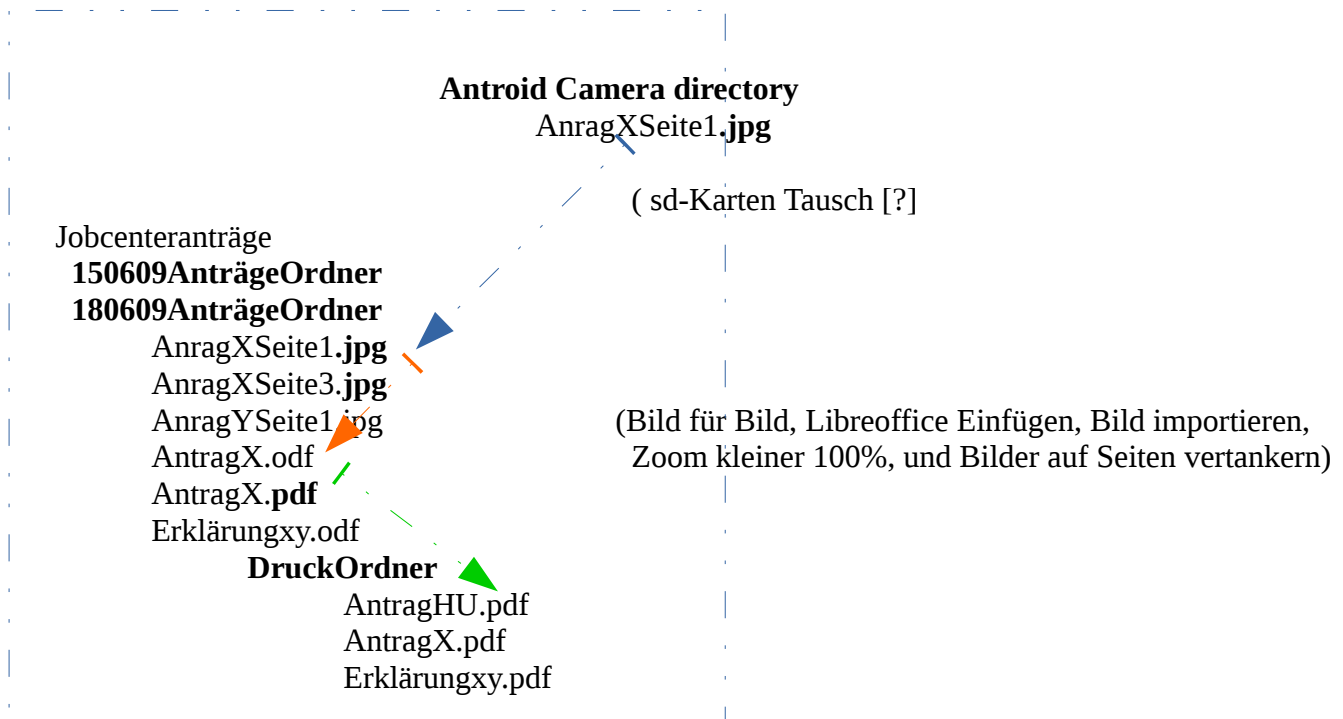 Antroid Camera directory
AnragXSeite1.jpg
( sd-Karten Tausch [?]
Jobcenteranträge
150609AnträgeOrdner
180609AnträgeOrdner
AnragXSeite1.jpg
AnragXSeite3.jpg
AnragYSeite1.jpg
(Bild für Bild, Libreoffice Einfügen, Bild importieren,
AntragX.odf
Zoom kleiner 100%, und Bilder auf Seiten vertankern)
AntragX.pdf
Erklärungxy.odf
DruckOrdner
AntragHU.pdf
AntragX.pdf
Erklärungxy.pdf